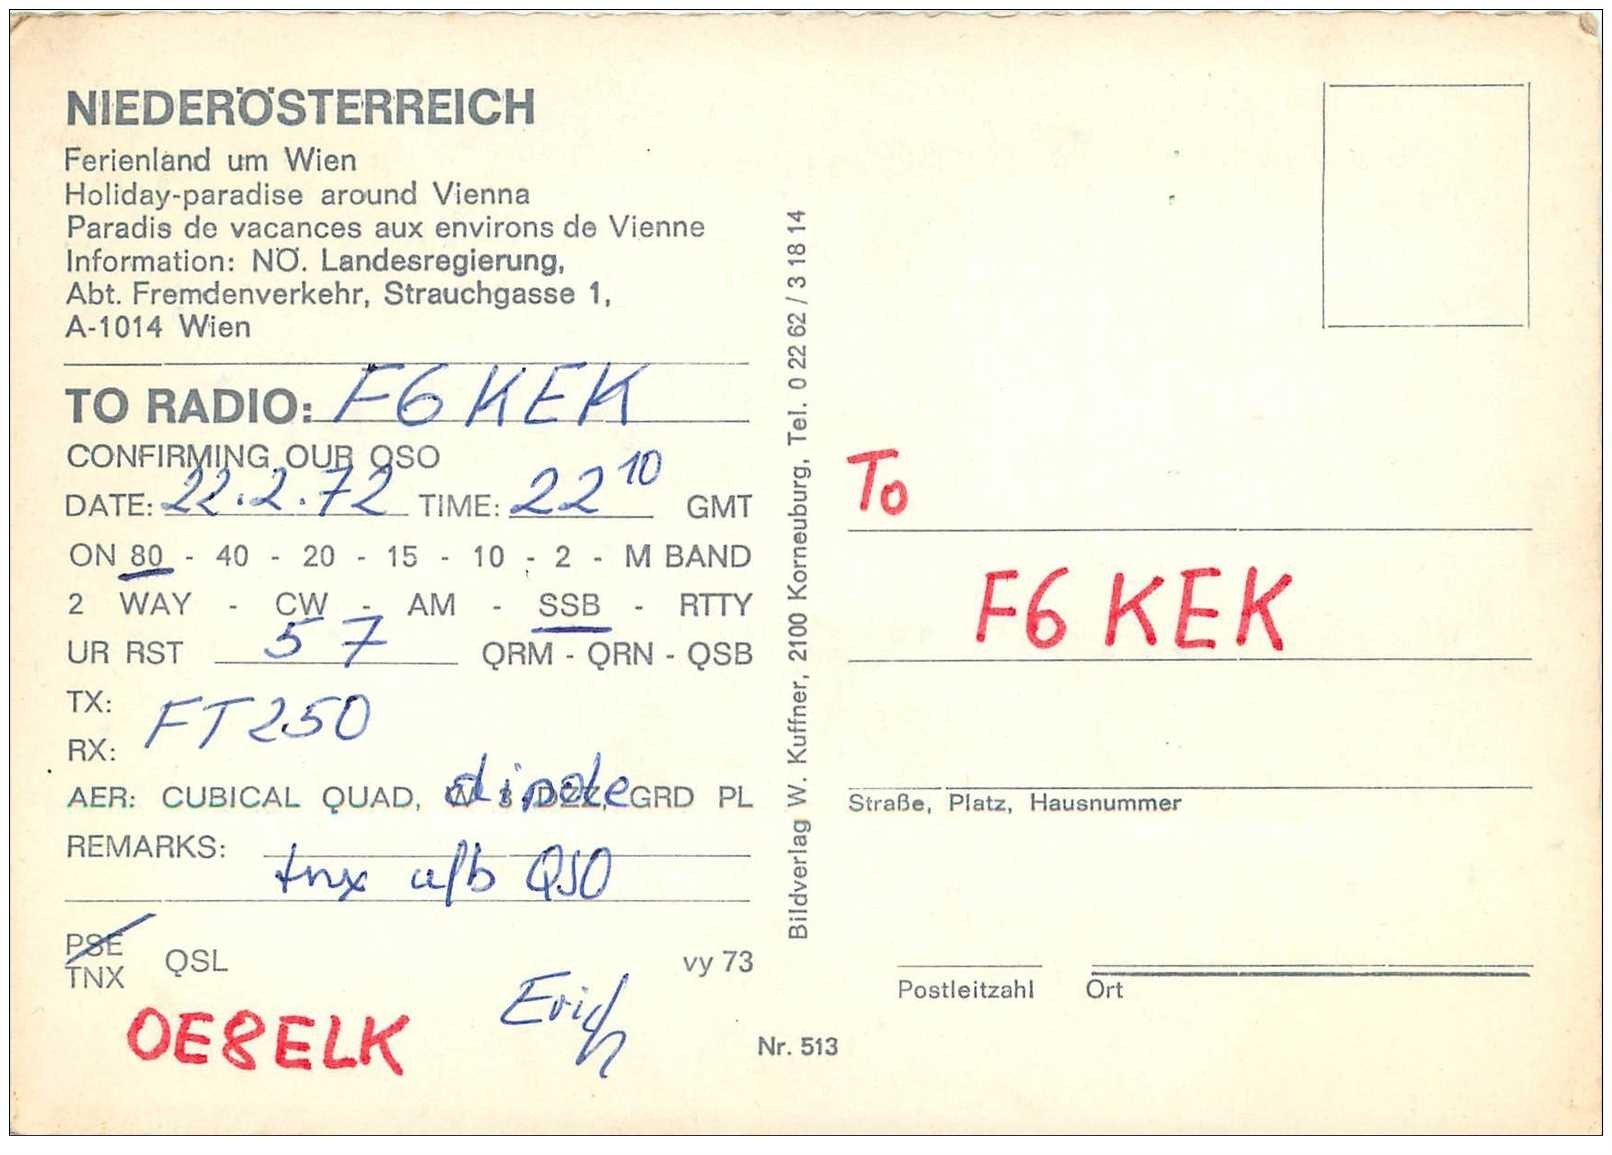 NIEDERÖSTERREICH
Ferienland um Wien
Holiday-paradise around Vienna
Paradis de vacances aux environs de Vienne
Information: NÖ. Landesregierung,
Abt. Fremdenverkehr, Strauchgasse 1,
A-1014 Wien
TO RADIO: F6KEK
CONFIRMING OUR QSO
DATE: 22.2.72 TIME: 22 10 GMT
ON 80 - 40 - 20 - 15 - 10 - 2 - M BAND
2 WAY - CW - AM - SSB - RTTY
UR RST 57 QRM - QRN - QSB
TX:
FT250
RX:
AER: CUBICAL QUAD, dipole GRD PL
REMARKS:
tnx u/b QSO
PSE
TNX QSL vy 73
Erich
OE8ELK
Nr. 513
Bildverlag W. Kuffner, 2100 Korneuburg, Tel. 0 22 62 / 3 18 14
To
F6KEK
Straße, Platz, Hausnummer
Postleitzahl Ort